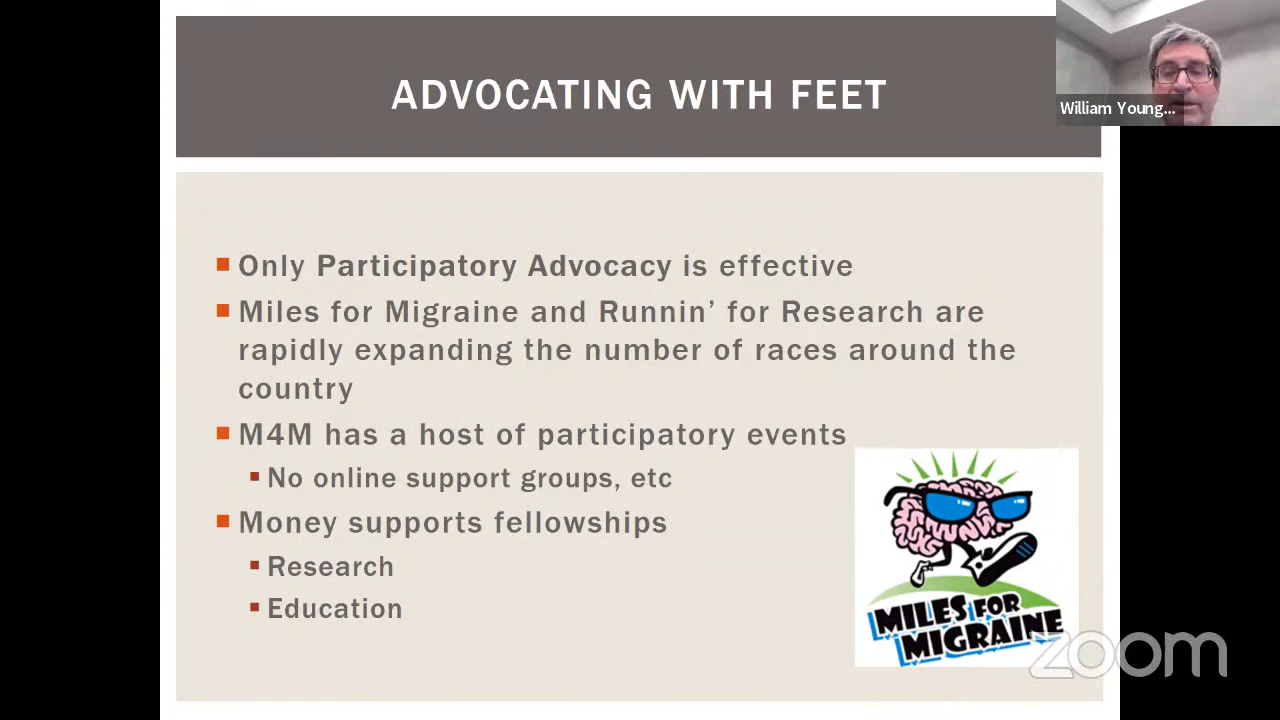 ADVOCATING WITH FEET
William Young...
Only Participatory Advocacy is effective
Miles for Migraine and Runnin' for Research are
rapidly expanding the number of races around the
country
M4M has a host of participatory events
No online support groups, etc
Money supports fellowships
Research
Education
MILES FOR
MIGRAINE
zoom